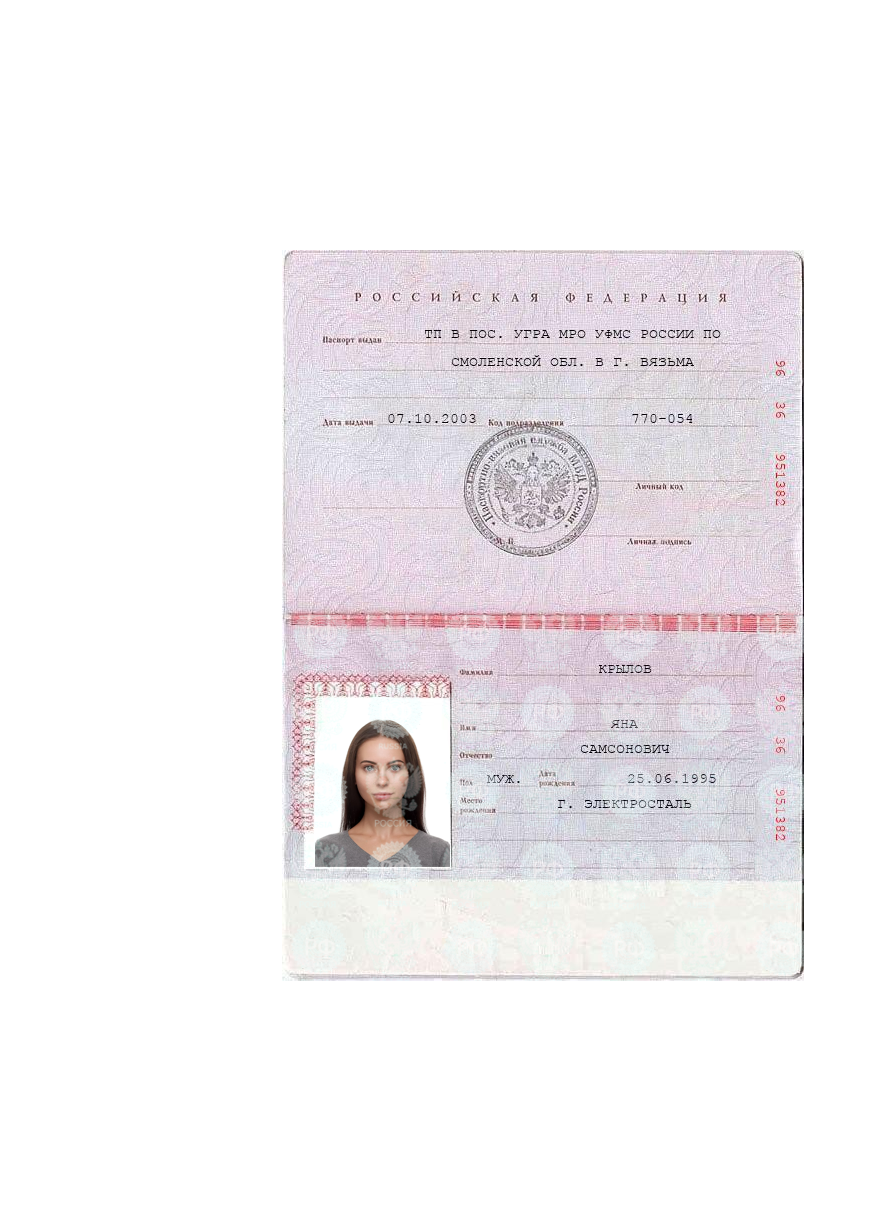 РОССИЙСКАЯ ФЕДЕРАЦИЯ
Паспорт выдан ТП В ПОС. УГРА МРО УФМС РОССИИ ПО
СМОЛЕНСКОЙ ОБЛ. В Г. ВЯЗЬМА
Дата выдачи 07.10.2003 Код подразделения 770-054
Паспортно-визовая служба МВД России
Личный код
М. П.
Личная подпись
96 36 951382
Фамилия КРЫЛОВ
Имя ЯНА
Отчество САМСОНОВИЧ
Пол МУЖ. Дата рождения 25.06.1995
Место рождения Г. ЭЛЕКТРОСТАЛЬ
96 36 951382
РОССИЯ
РФ